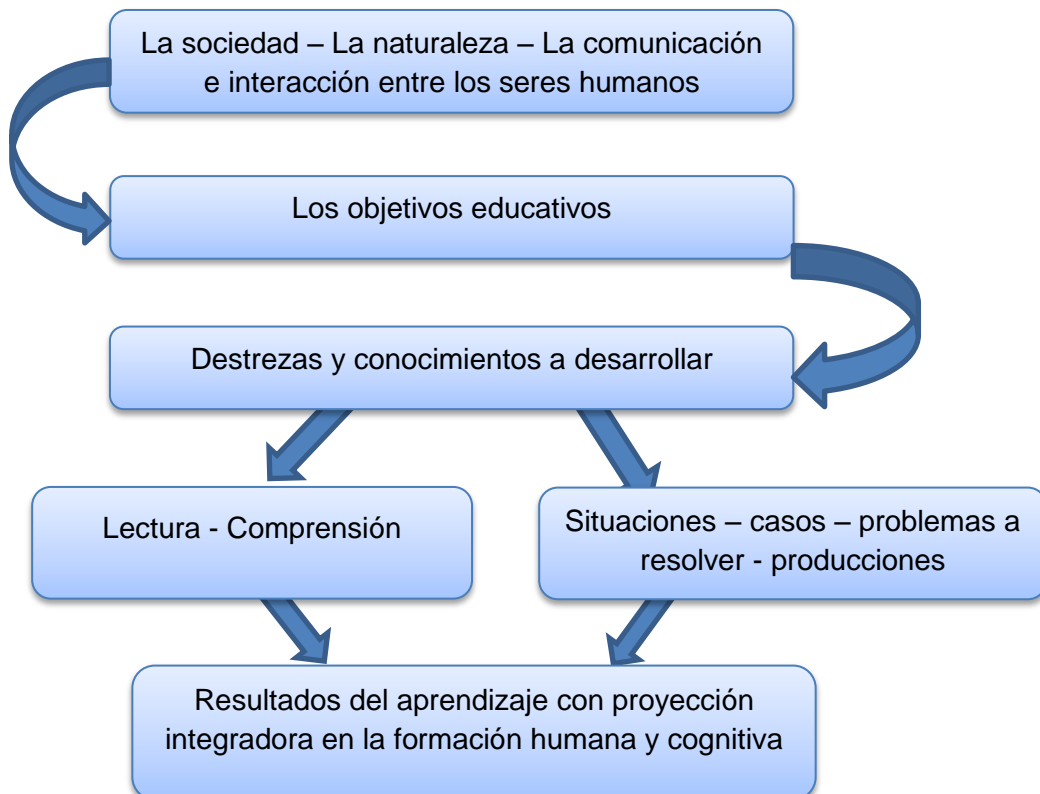 La sociedad – La naturaleza – La comunicación
e interacción entre los seres humanos
Los objetivos educativos
Destrezas y conocimientos a desarrollar
Lectura - Comprensión
Situaciones – casos – problemas a
resolver - producciones
Resultados del aprendizaje con proyección
integradora en la formación humana y cognitiva